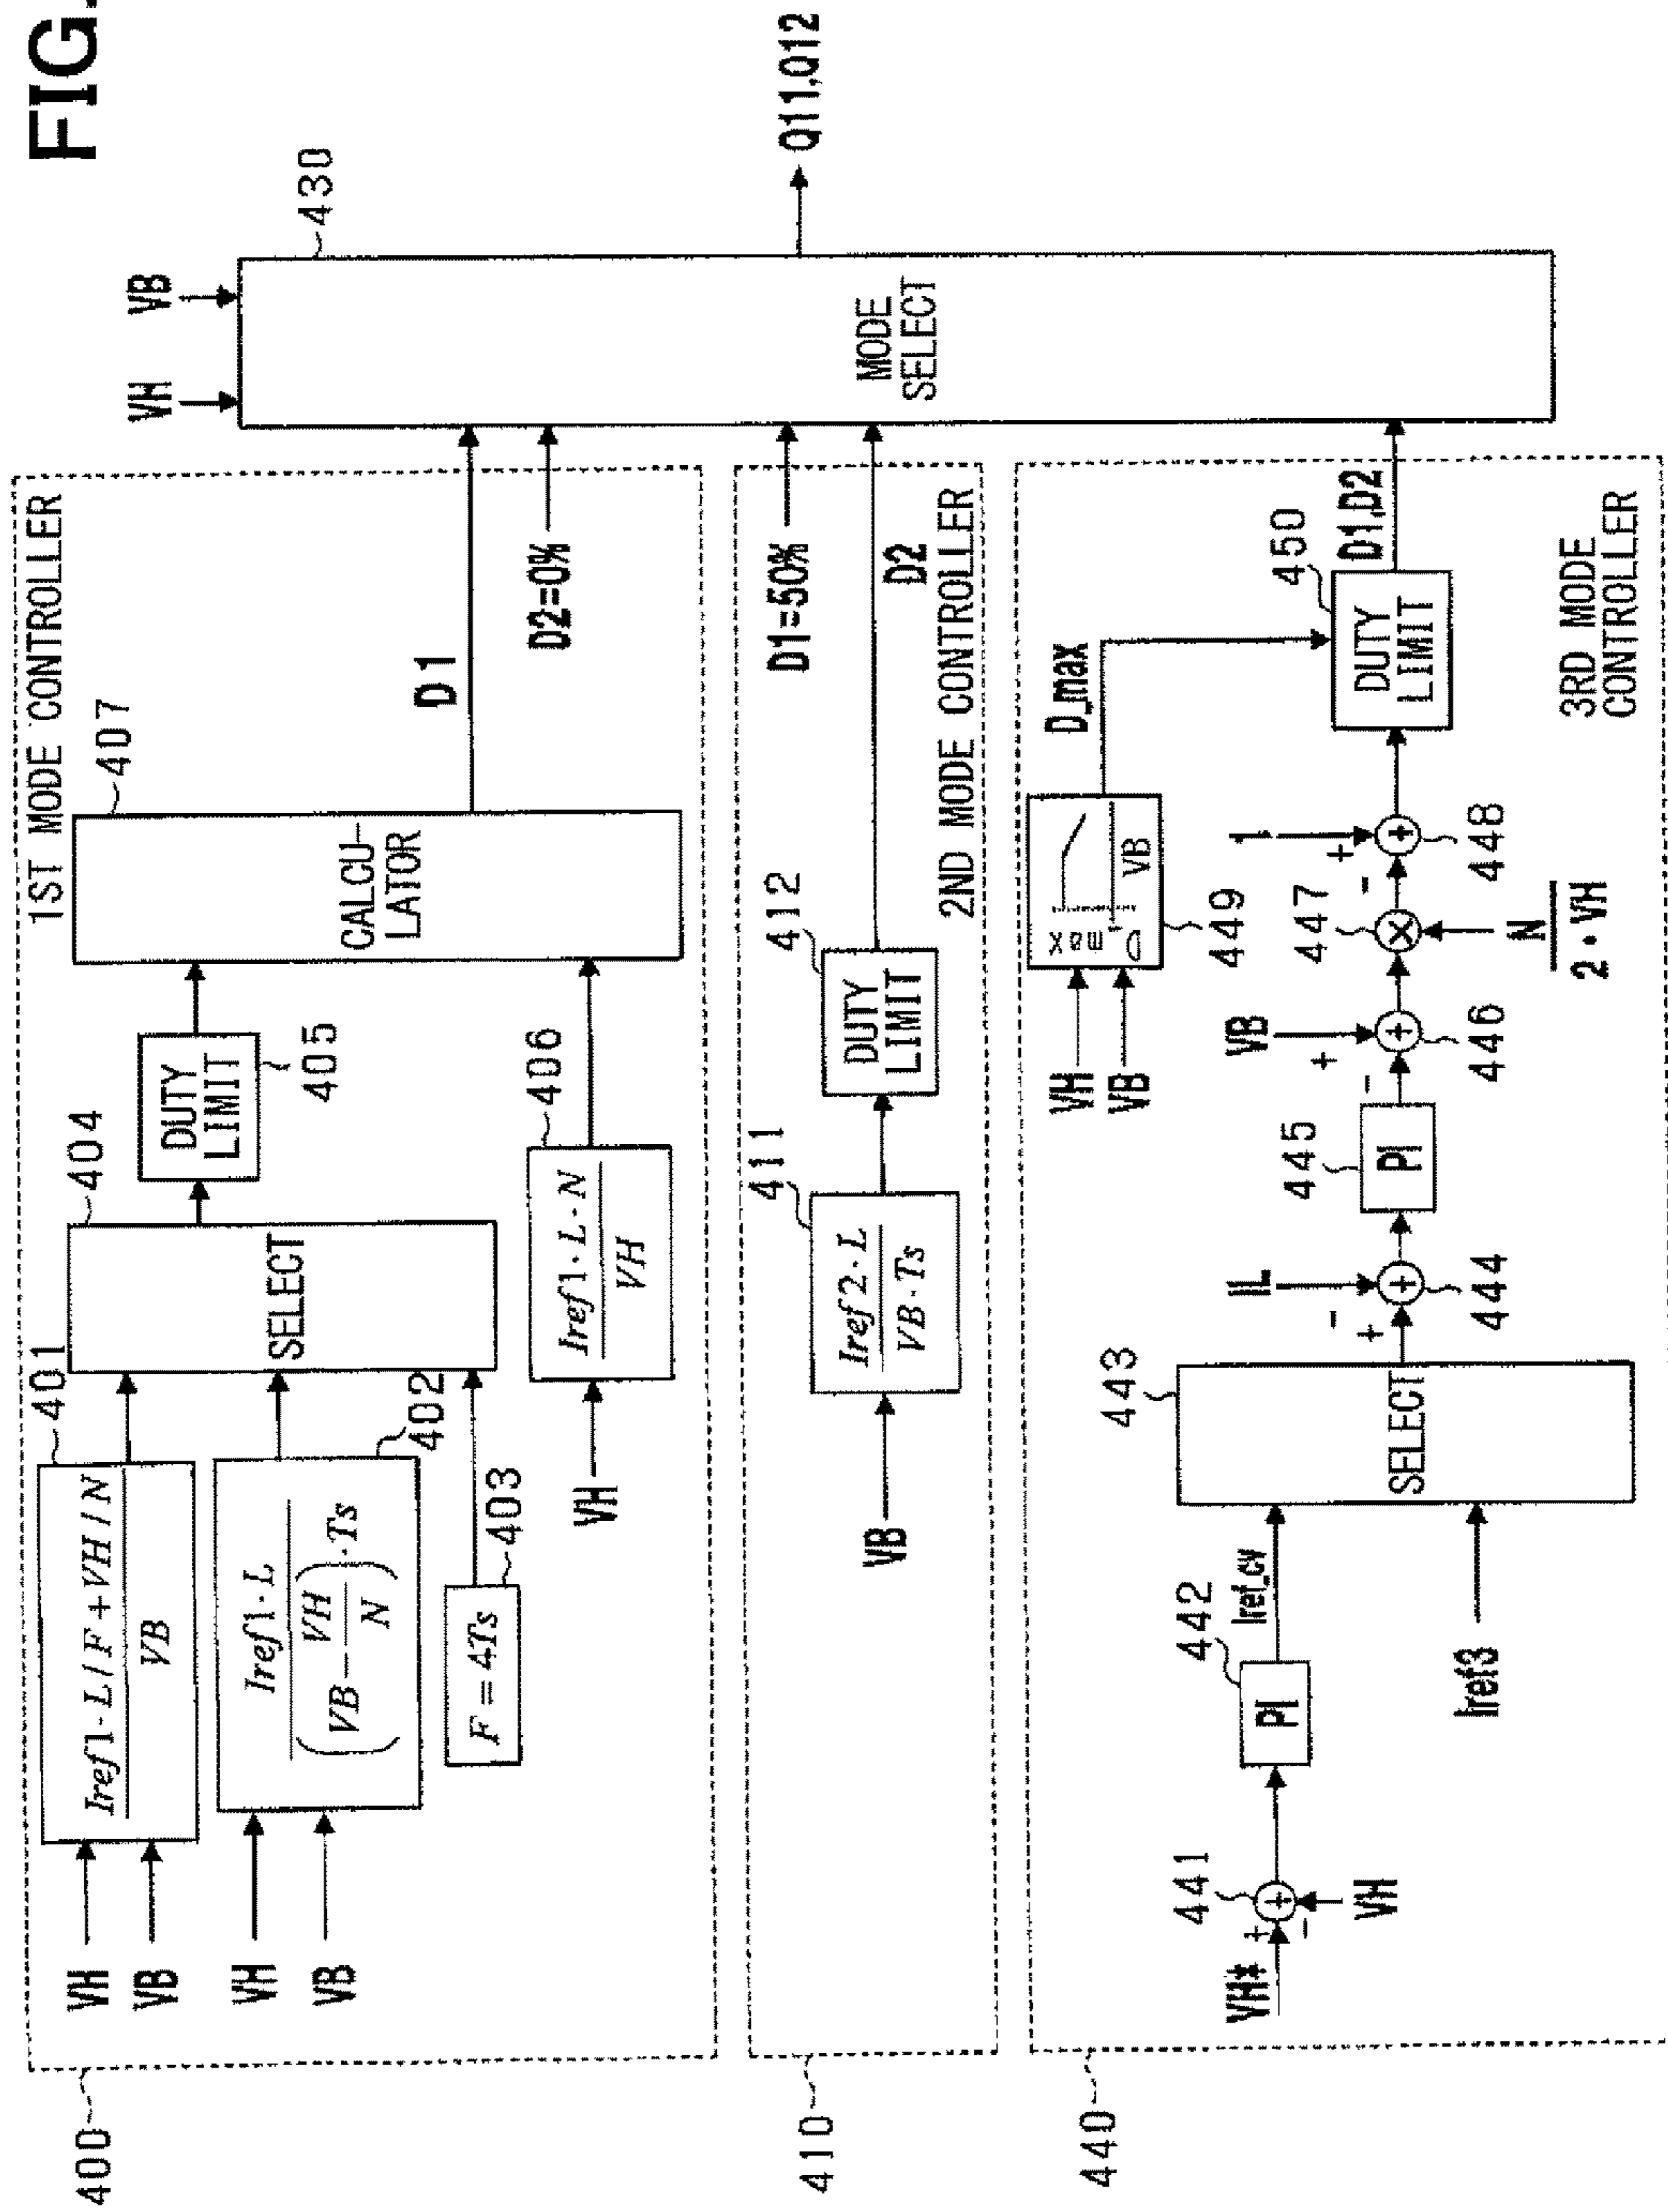 FIG.
400
1ST MODE CONTROLLER
VH
VB
Iref1·L/F+VH/N
VB
401
VH
VB
Iref1·L
(VB-VH/N)·Ts
402
F=4Ts
403
SELECT
404
DUTY
LIMIT
405
VH
Iref1·L·N
VH
406
CALCU-
LATOR
407
D1
D2=0%
410
2ND MODE CONTROLLER
VB
Iref2·L
VB·Ts
411
DUTY
LIMIT
412
D1=50%
D2
440
3RD MODE
CONTROLLER
VH*
+
-
+
441
VH
PI
442
Iref_cv
Iref3
SELECT
443
IL
-
+
+
444
PI
445
VB
+
-
+
446
×
447
N
2·VH
1
+
-
+
448
VH
VB
D
max
VB
449
D_max
DUTY
LIMIT
450
D1,D2
VH
VB
MODE
SELECT
430
Q11,Q12